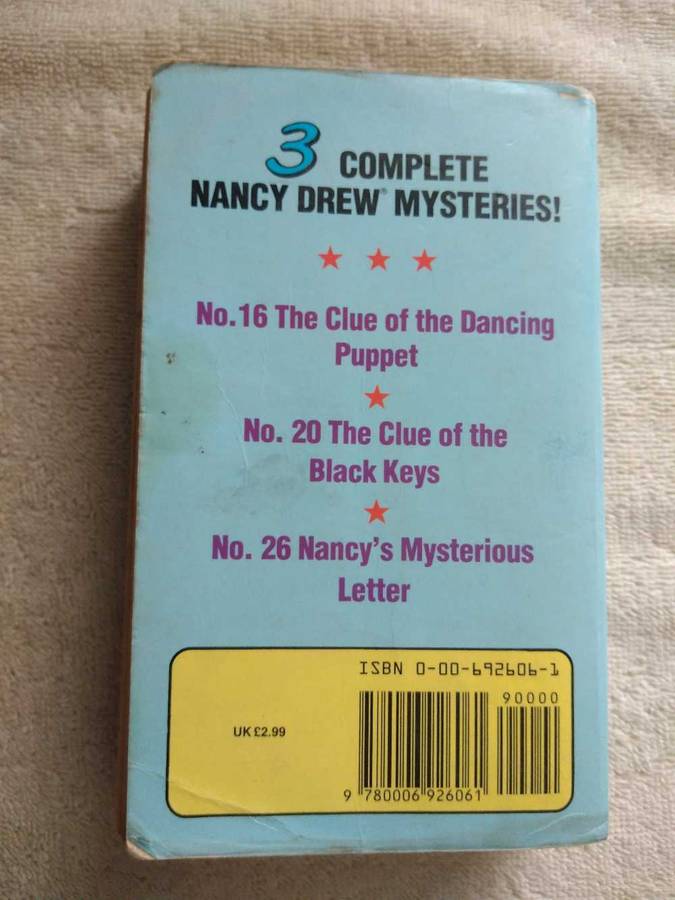 3 COMPLETE
NANCY DREW® MYSTERIES!
No.16 The Clue of the Dancing
Puppet
No. 20 The Clue of the
Black Keys
No. 26 Nancy's Mysterious
Letter
ISBN 0-00-692606-1
90000
UK £2.99
9 780006 926061